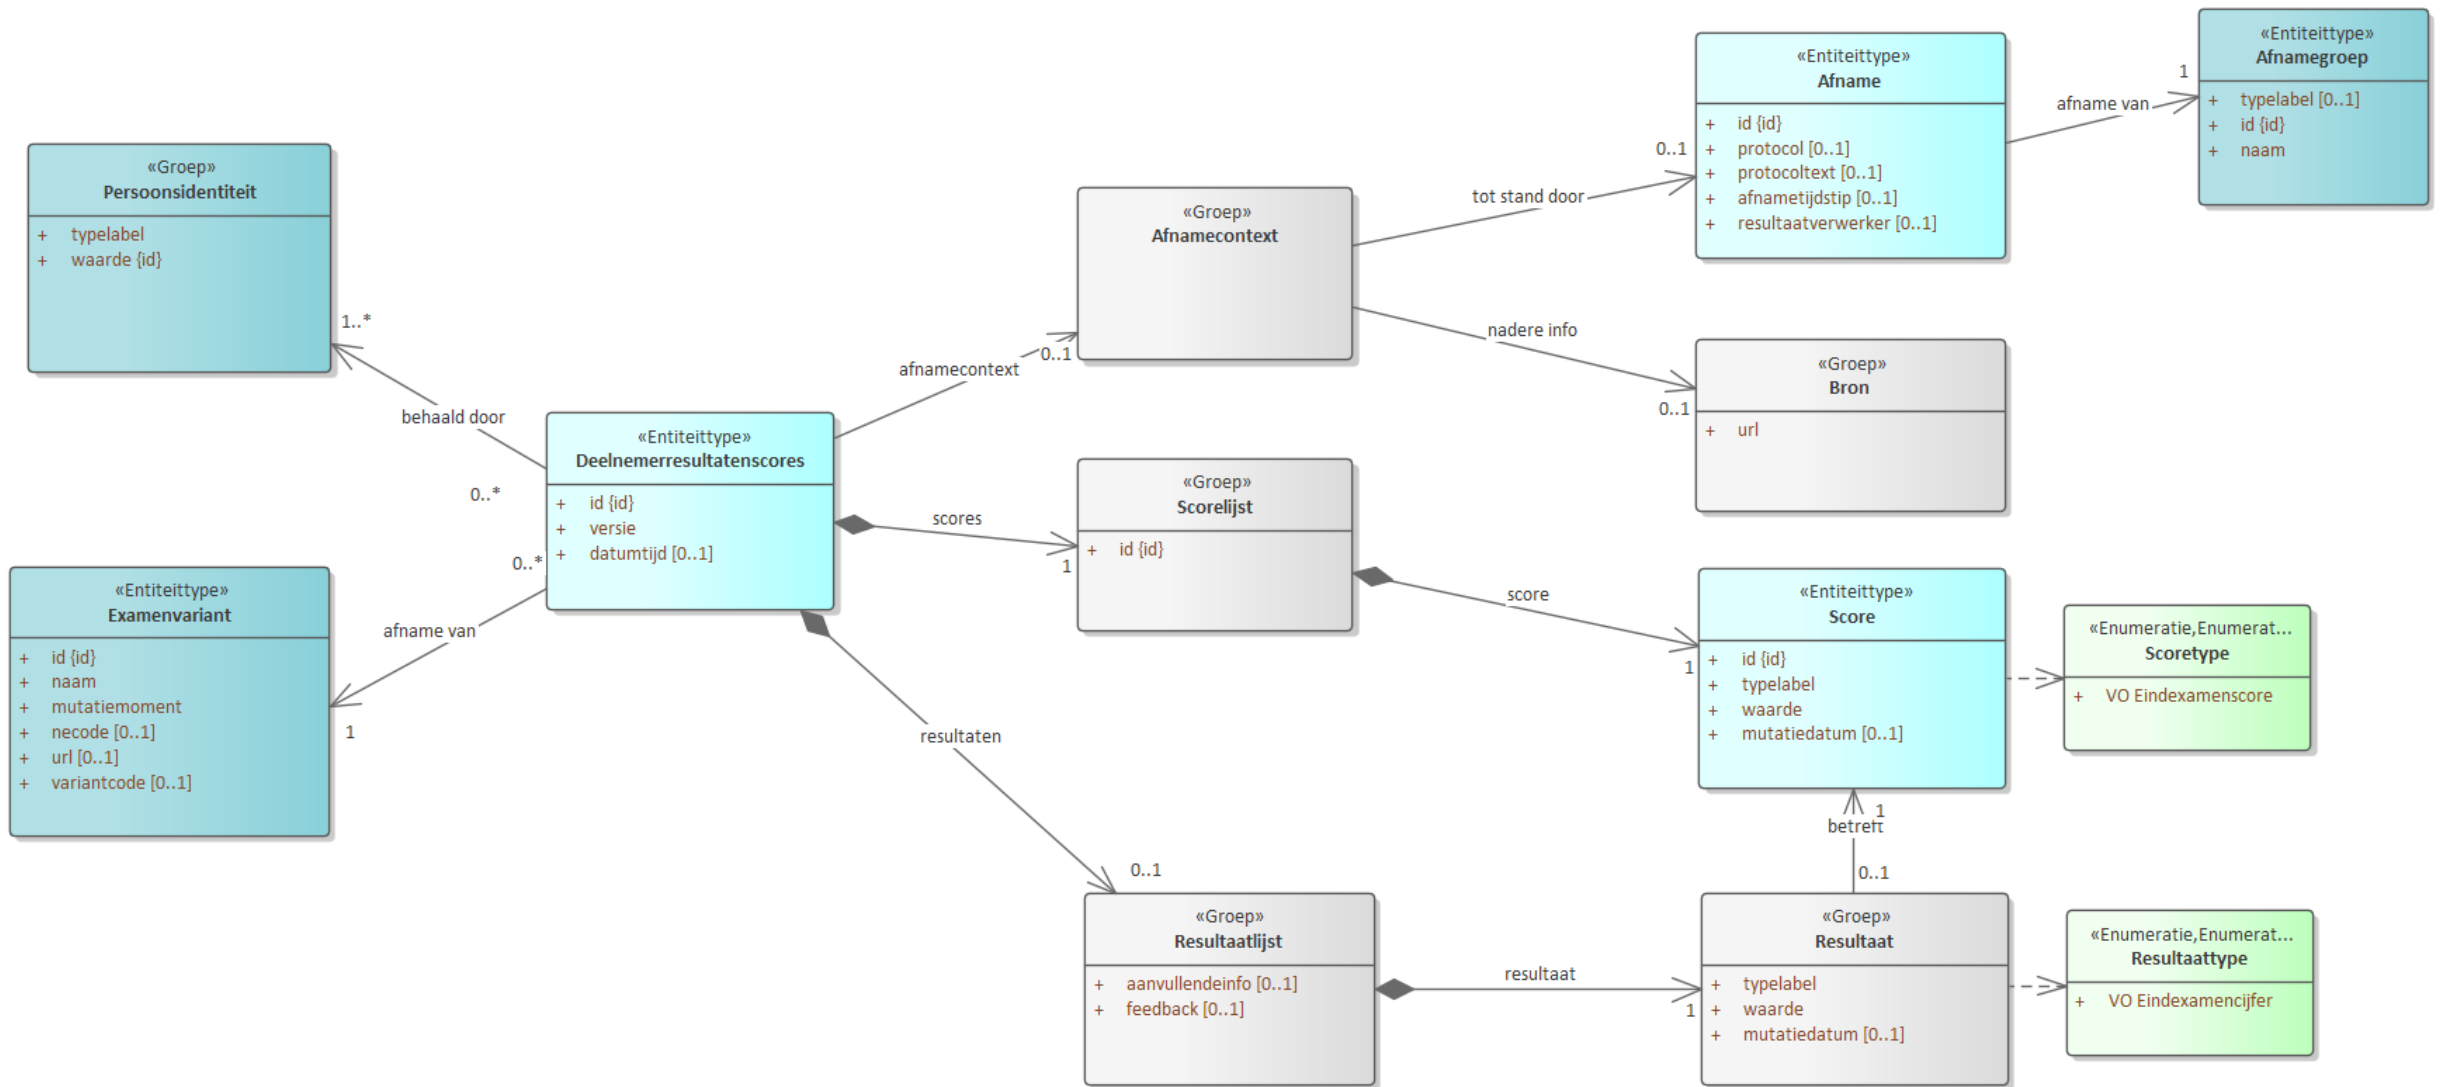 «Groep»
Persoonsidentiteit
+ typelabel
+ waarde {id}
1..*
behaald door
0..*
«Entiteittype»
Examenvariant
+ id {id}
+ naam
+ mutatiemoment
+ necode [0..1]
+ url [0..1]
+ variantcode [0..1]
afname van
0..*
1
«Entiteittype»
Deelnemerresultatenscores
+ id {id}
+ versie
+ datumtijd [0..1]
afnamecontext
0..1
scores
1
resultaten
0..1
«Groep»
Afnamecontext
tot stand door
0..1
nadere info
0..1
«Groep»
Scorelijst
+ id {id}
score
1
«Groep»
Resultaatlijst
+ aanvullendeinfo [0..1]
+ feedback [0..1]
resultaat
1
«Entiteittype»
Afname
+ id {id}
+ protocol [0..1]
+ protocoltext [0..1]
+ afnametijdstip [0..1]
+ resultaatverwerker [0..1]
afname van
1
«Entiteittype»
Afnamegroep
+ typelabel [0..1]
+ id {id}
+ naam
«Groep»
Bron
+ url
«Entiteittype»
Score
+ id {id}
+ typelabel
+ waarde
+ mutatiedatum [0..1]
«Enumeratie,Enumerat...
Scoretype
+ VO Eindexamenscore
1
betreft
0..1
«Groep»
Resultaat
+ typelabel
+ waarde
+ mutatiedatum [0..1]
«Enumeratie,Enumerat...
Resultaattype
+ VO Eindexamencijfer